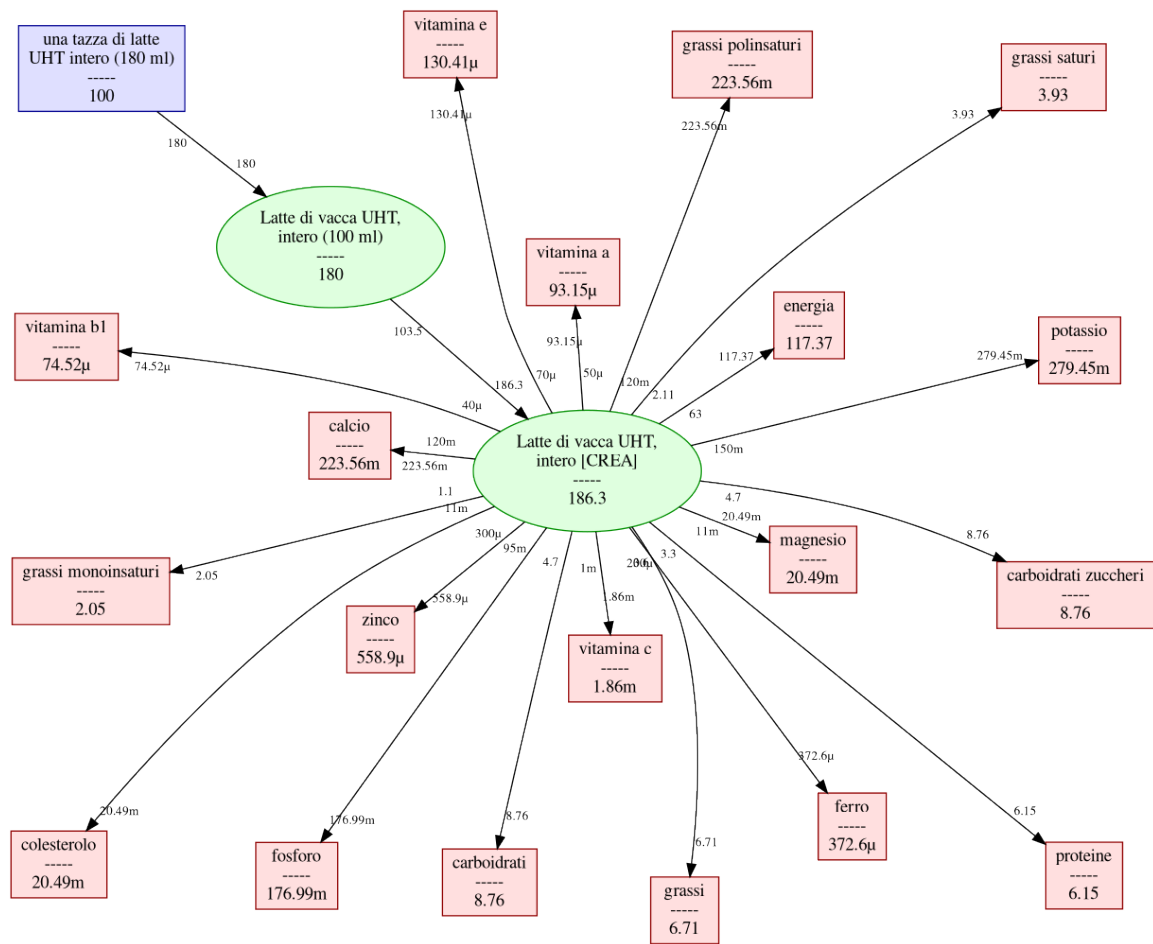 una tazza di latte
UHT intero (180 ml)
-----
100
vitamina e
-----
130.41µ
grassi polinsaturi
-----
223.56m
grassi saturi
-----
3.93
130.41µ
223.56m
3.93
180
180
Latte di vacca UHT,
intero (100 ml)
-----
180
vitamina a
-----
93.15µ
energia
-----
117.37
vitamina b1
-----
74.52µ
potassio
-----
279.45m
103.5
93.15µ
117.37
279.45m
74.52µ
186.3
70µ
50µ
120m
2.11
63
40µ
150m
calcio
-----
223.56m
120m
223.56m
Latte di vacca UHT,
intero [CREA]
-----
186.3
1.1
11m
4.7
20.49m
11m
300µ
95m
4.7
1m
200µ
3.3
magnesio
-----
20.49m
8.76
carboidrati zuccheri
-----
8.76
grassi monoinsaturi
-----
2.05
2.05
558.9µ
1.86m
zinco
-----
558.9µ
vitamina c
-----
1.86m
372.6µ
20.49m
176.99m
8.76
6.71
6.15
colesterolo
-----
20.49m
fosforo
-----
176.99m
carboidrati
-----
8.76
grassi
-----
6.71
ferro
-----
372.6µ
proteine
-----
6.15